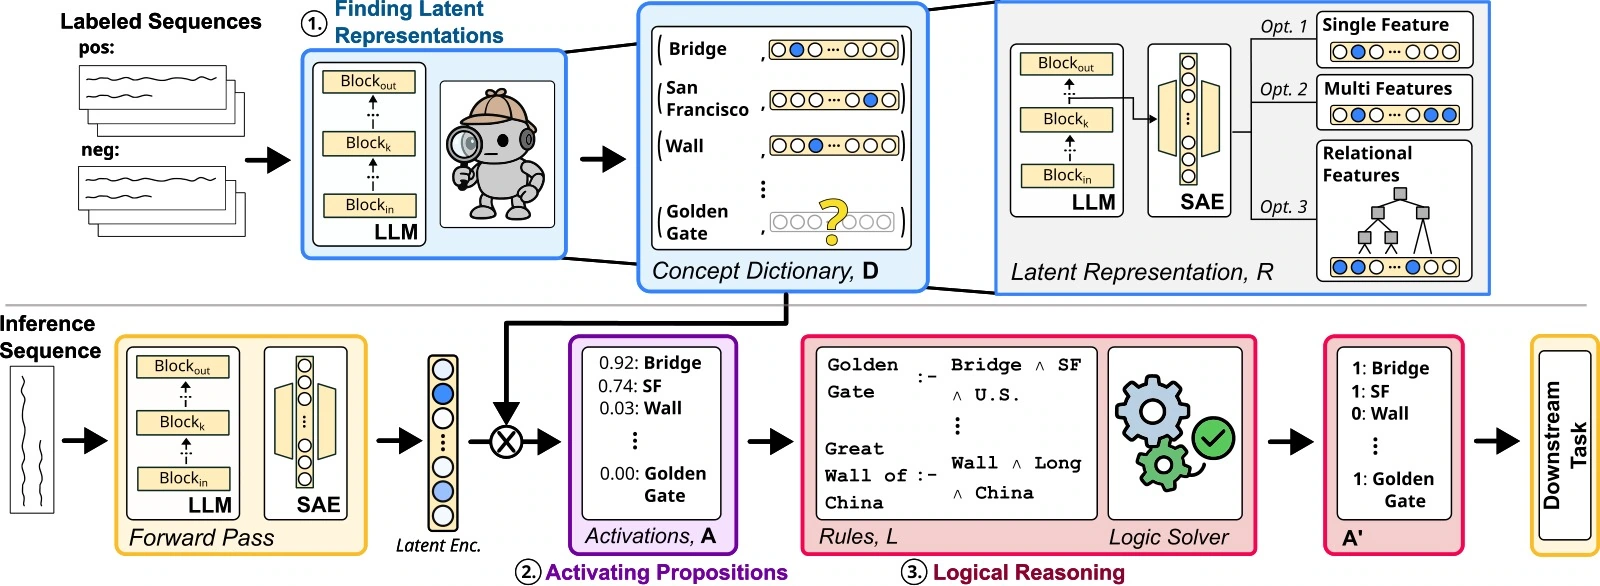 Labeled Sequences
pos:
neg:
1. Finding Latent
Representations
Block_out
Block_k
Block_in
LLM
( Bridge , ··· )
( San
Francisco , ··· )
( Wall , ··· )
⋮
( Golden
Gate , ? )
Concept Dictionary, D
Block_out
Block_k
Block_in
LLM
SAE
Opt. 1
Single Feature
Opt. 2
Multi Features
Opt. 3
Relational
Features
Latent Representation, R
Inference
Sequence
Block_out
Block_k
Block_in
LLM
SAE
Forward Pass
Latent Enc.
0.92: Bridge
0.74: SF
0.03: Wall
⋮
0.00: Golden
Gate
Activations, A
2. Activating Propositions
Golden
Gate :- Bridge ∧ SF
∧ U.S.
⋮
Great
Wall of
China :- Wall ∧ Long
∧ China
Rules, L
Logic Solver
3. Logical Reasoning
1: Bridge
1: SF
0: Wall
⋮
1: Golden
Gate
A'
Downstream
Task